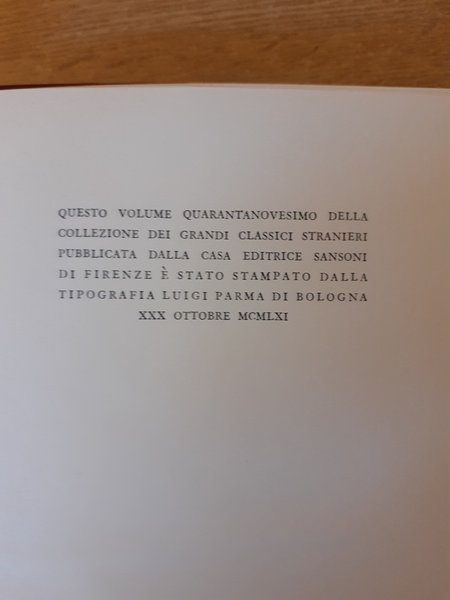 QUESTO VOLUME QUARANTANOVESIMO DELLA
COLLEZIONE DEI GRANDI CLASSICI STRANIERI
PUBBLICATA DALLA CASA EDITRICE SANSONI
DI FIRENZE È STATO STAMPATO DALLA
TIPOGRAFIA LUIGI PARMA DI BOLOGNA
XXX OTTOBRE MCMLXI